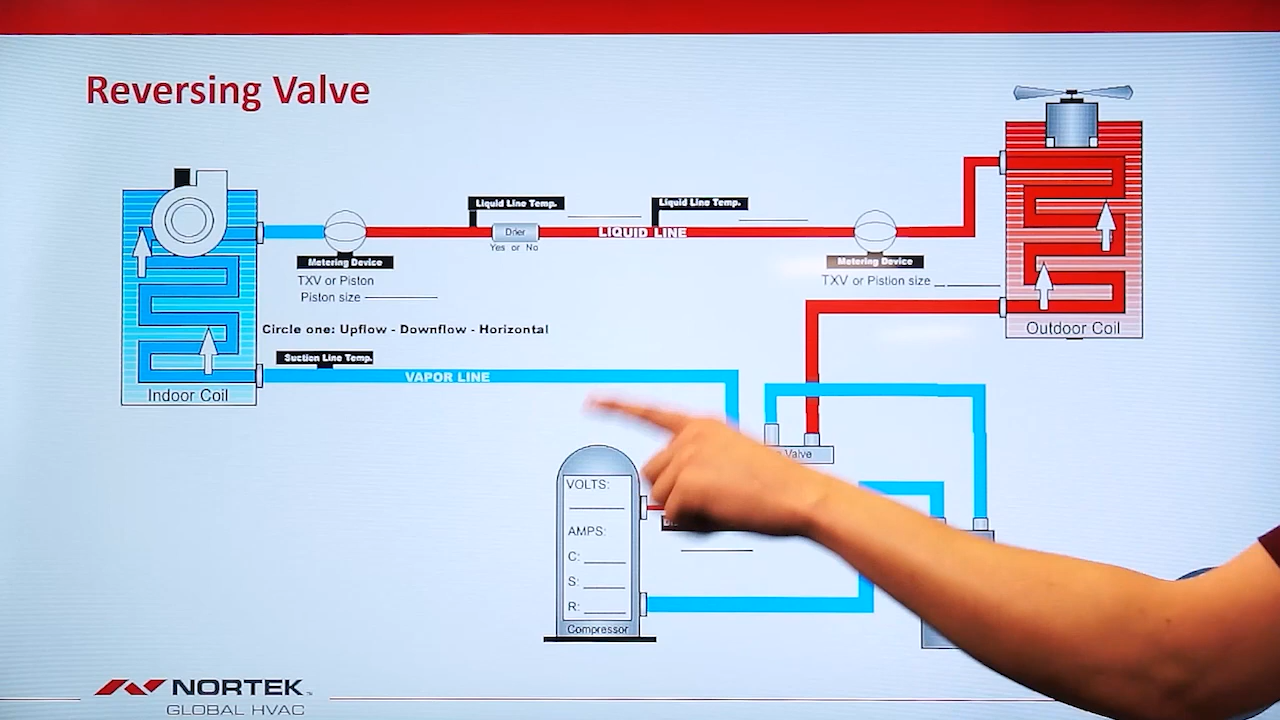 Reversing Valve
Liquid Line Temp.
Liquid Line Temp.
Drier
Yes or No
LIQUID LINE
Metering Device
TXV or Piston
Piston size
Metering Device
TXV or Pistion size
Circle one: Upflow - Downflow - Horizontal
Outdoor Coil
Suction Line Temp.
VAPOR LINE
Indoor Coil
Valve
VOLTS:
AMPS:
C:
S:
R:
Compressor
NORTEK
GLOBAL HVAC